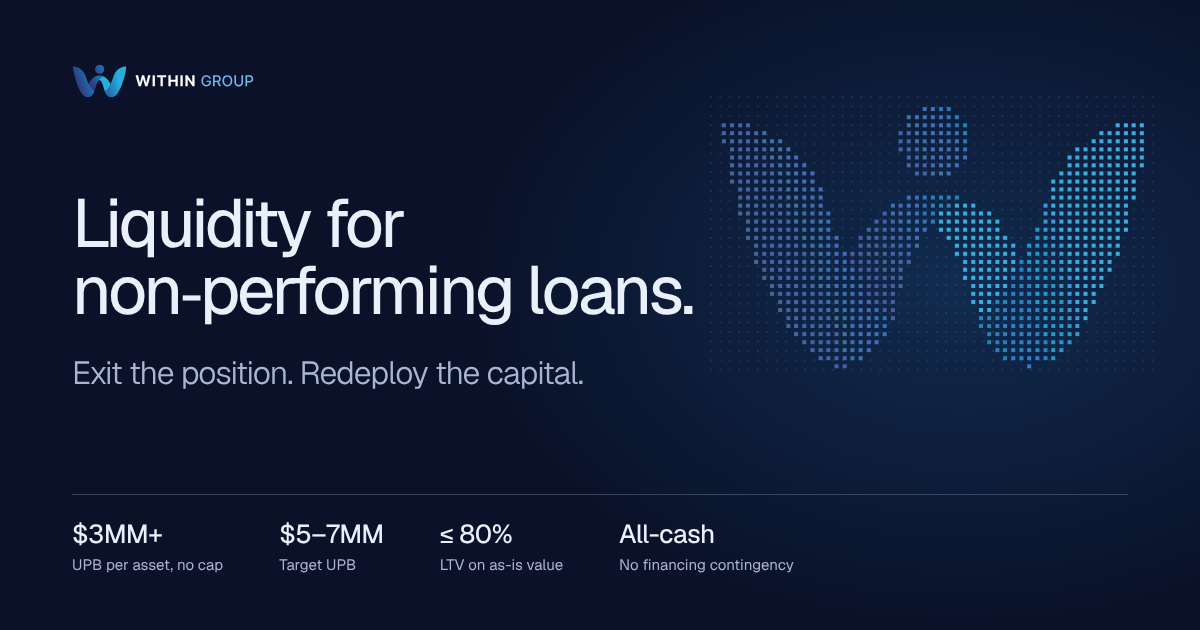 WITHIN GROUP
Liquidity for
non-performing loans.
Exit the position. Redeploy the capital.
$3MM+
UPB per asset, no cap
$5–7MM
Target UPB
≤ 80%
LTV on as-is value
All-cash
No financing contingency